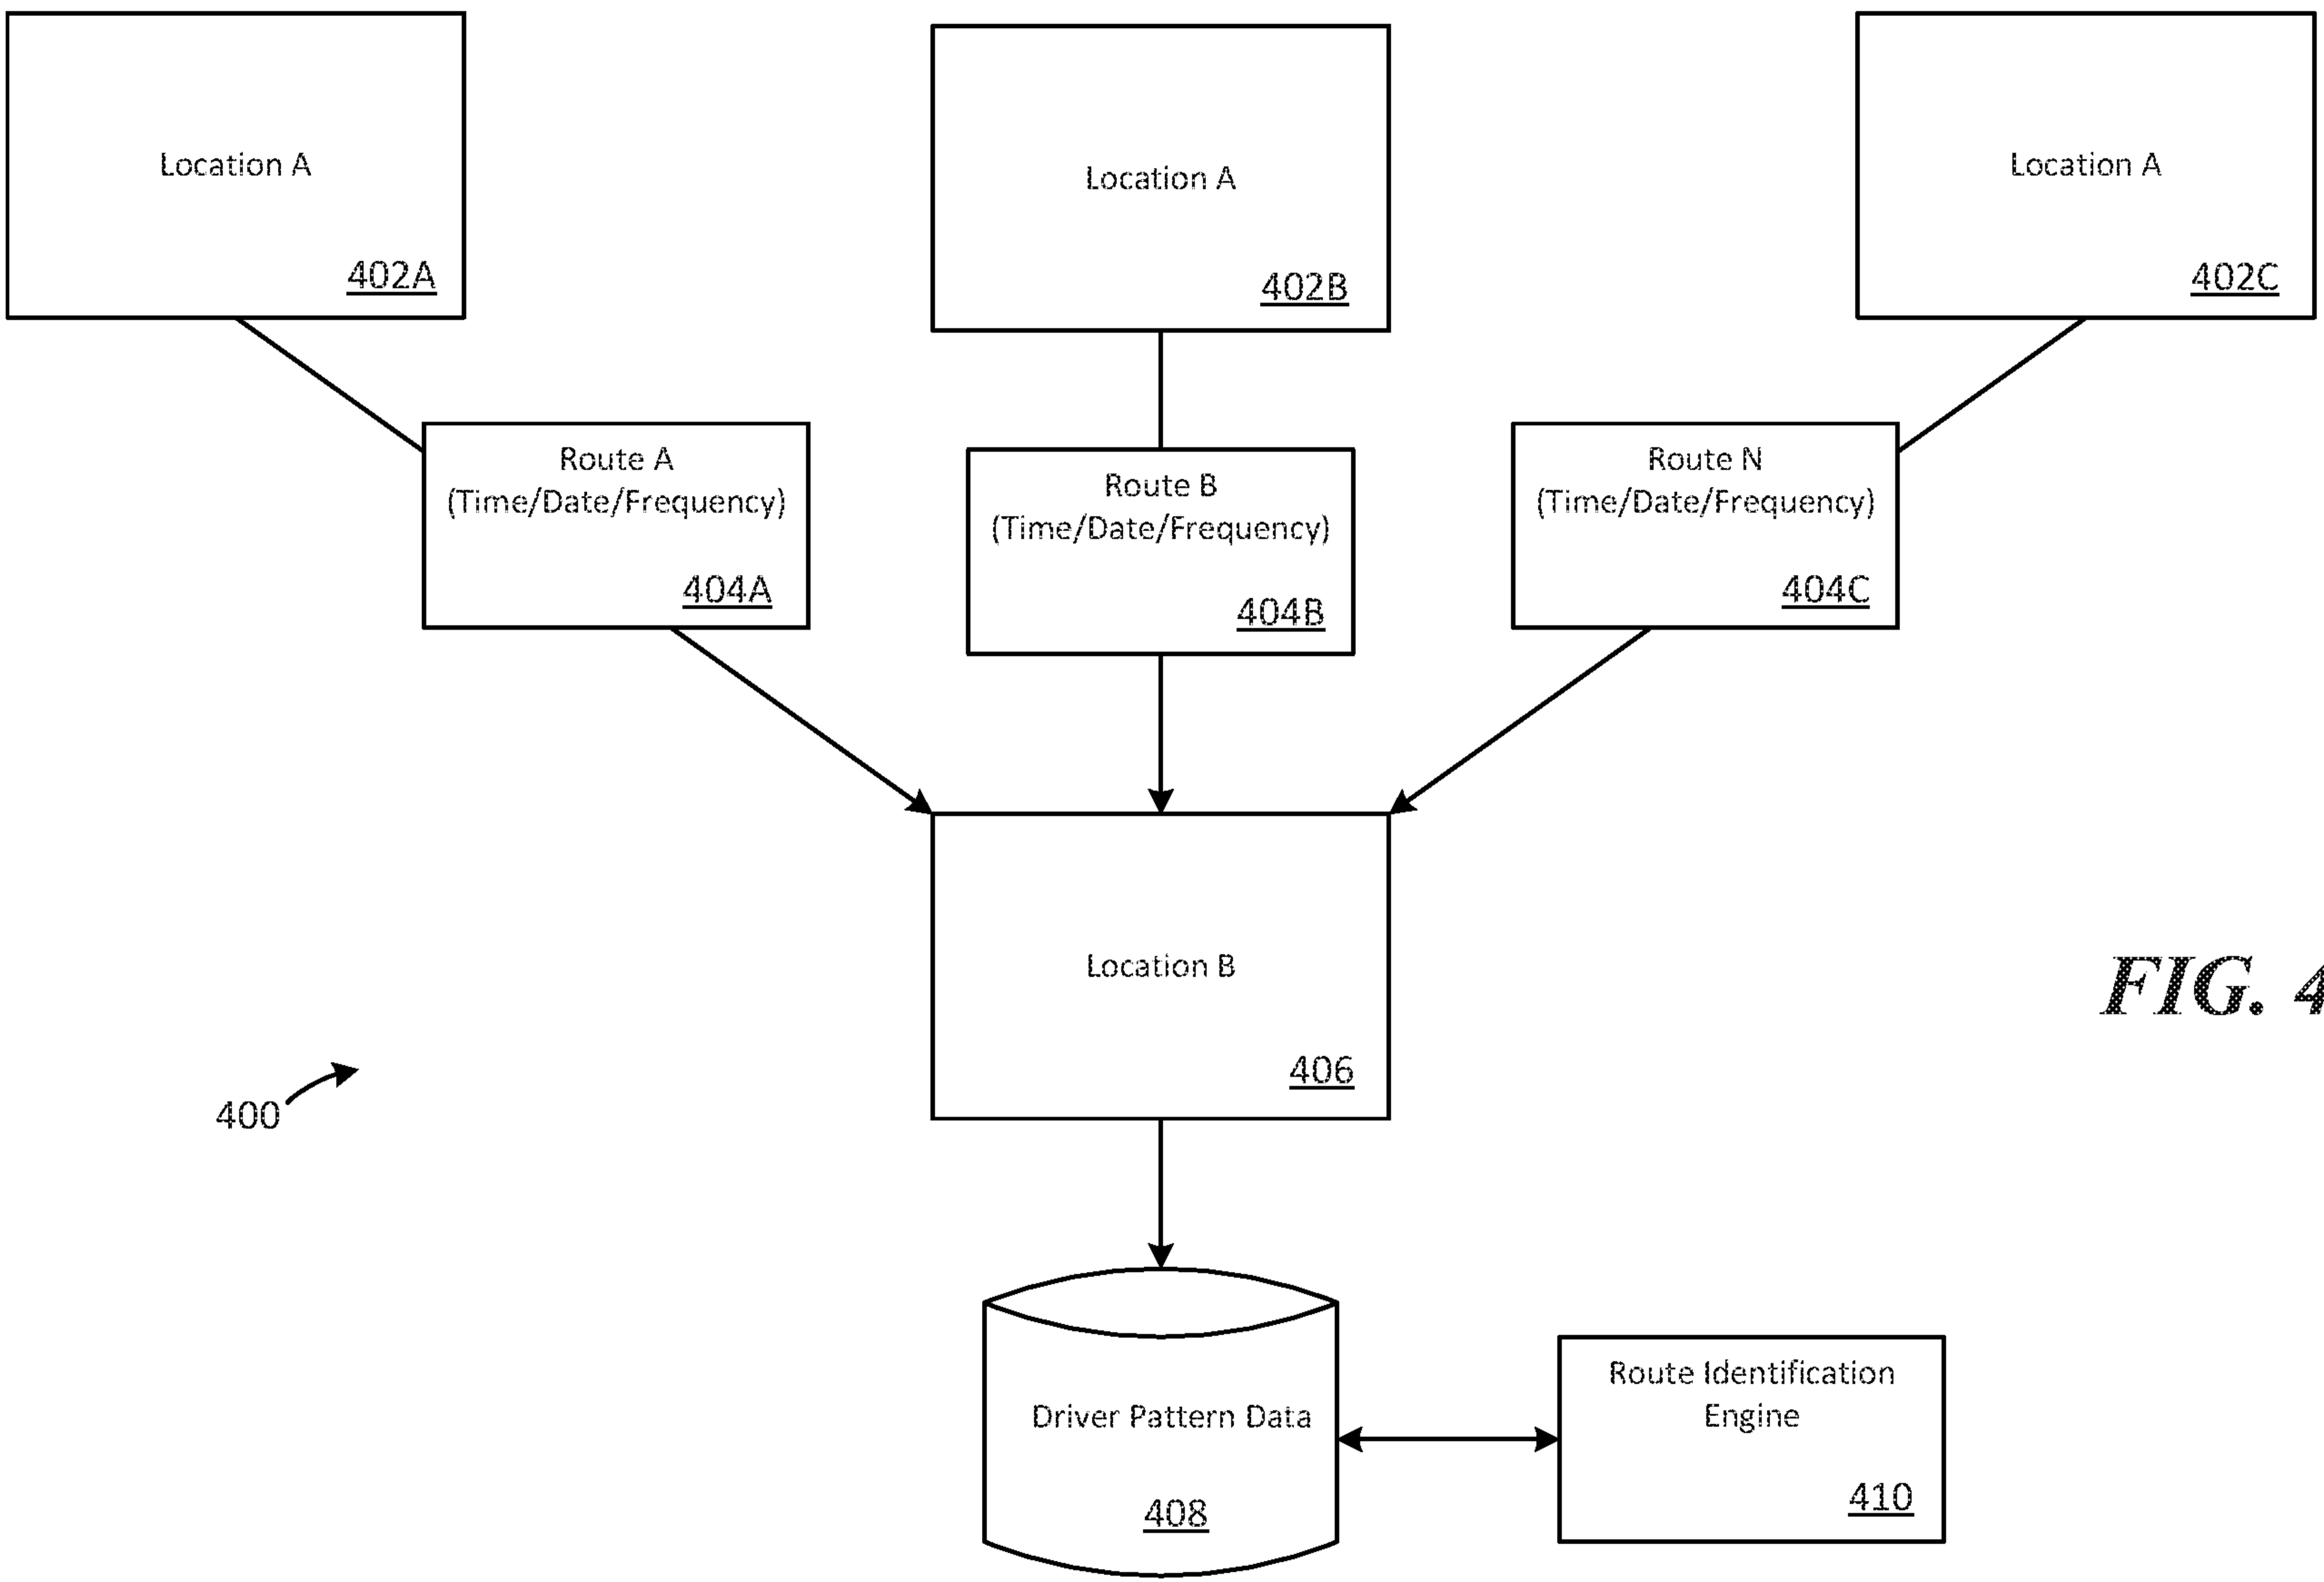 Location A
402A
Location A
402B
Location A
402C
Route A
(Time/Date/Frequency)
404A
Route B
(Time/Date/Frequency)
404B
Route N
(Time/Date/Frequency)
404C
Location B
406
FIG. 4
400
Driver Pattern Data
408
Route Identification
Engine
410